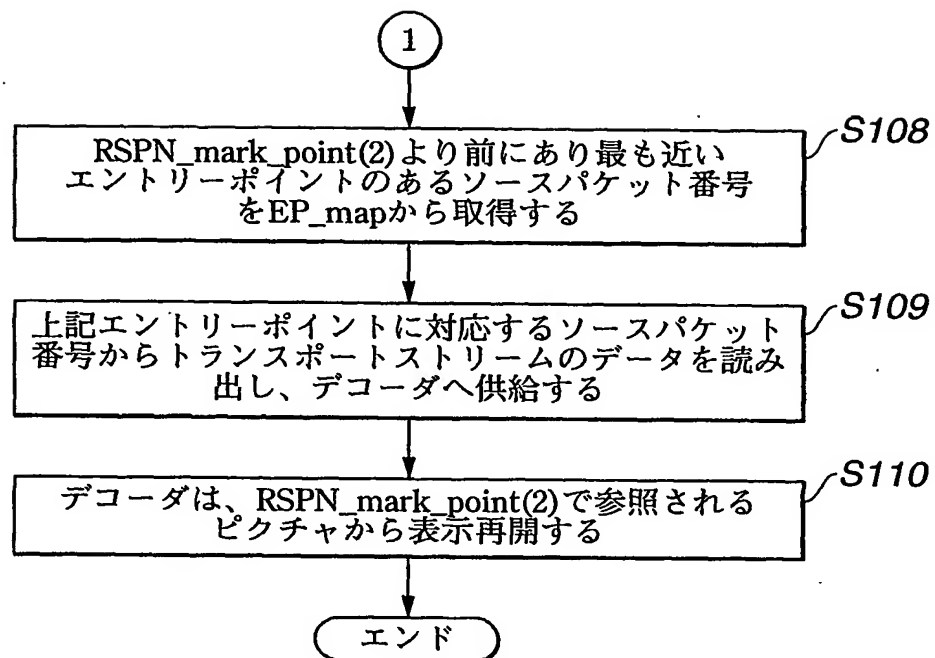 1
RSPN_mark_point(2)より前にあり最も近い
エントリーポイントのあるソースパケット番号
をEP_mapから取得する
S108
上記エントリーポイントに対応するソースパケット
番号からトランスポートストリームのデータを読み
出し、デコーダへ供給する
S109
デコーダは、RSPN_mark_point(2)で参照される
ピクチャから表示再開する
S110
エンド